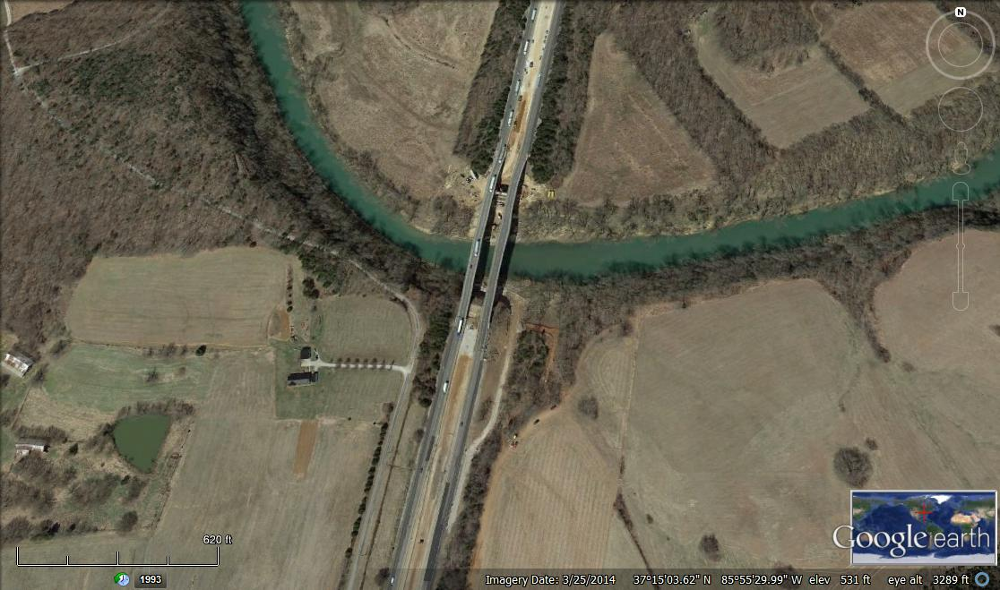 N
620 ft
Google earth
1993
Imagery Date: 3/25/2014 37°15'03.62" N 85°55'29.99" W elev 531 ft eye alt 3289 ft